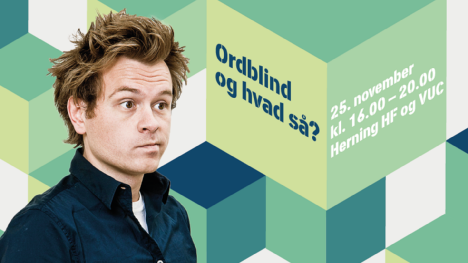 Ordblind
og hvad så?
25. november
kl. 16.00 – 20.00
Herning HF og VUC